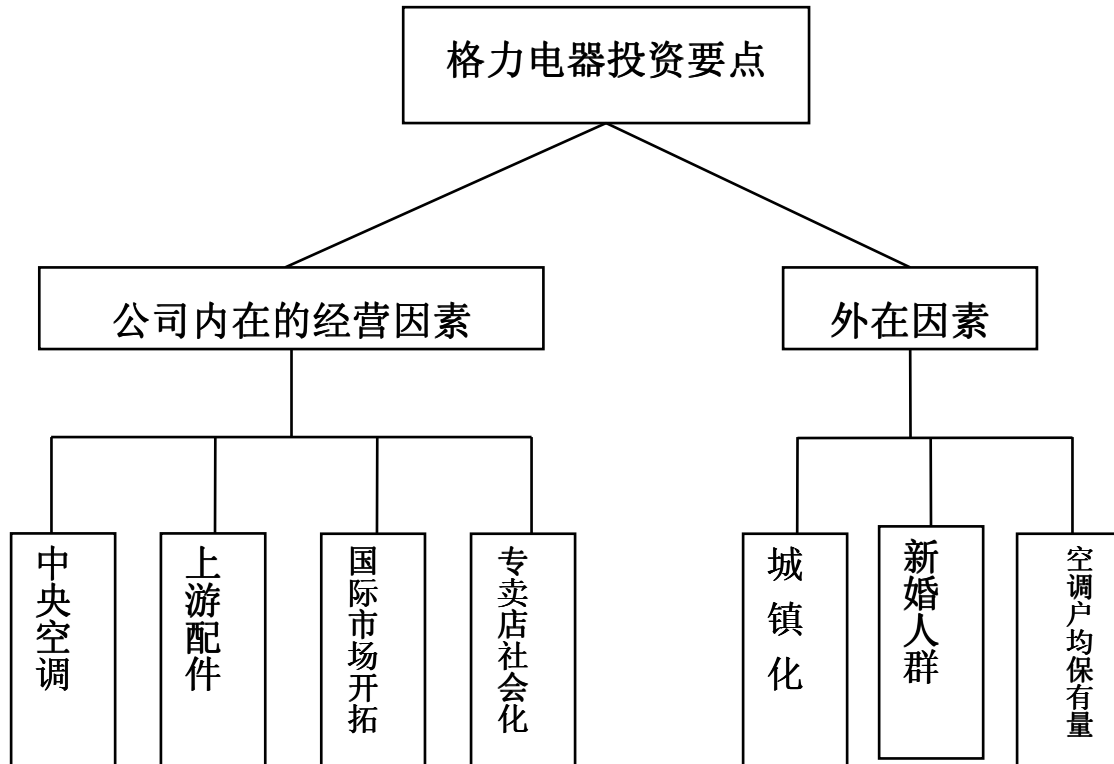 格力电器投资要点
公司内在的经营因素
外在因素
中央空调
上游配件
国际市场开拓
专卖店社会化
城镇化
新婚人群
空调户均保有量